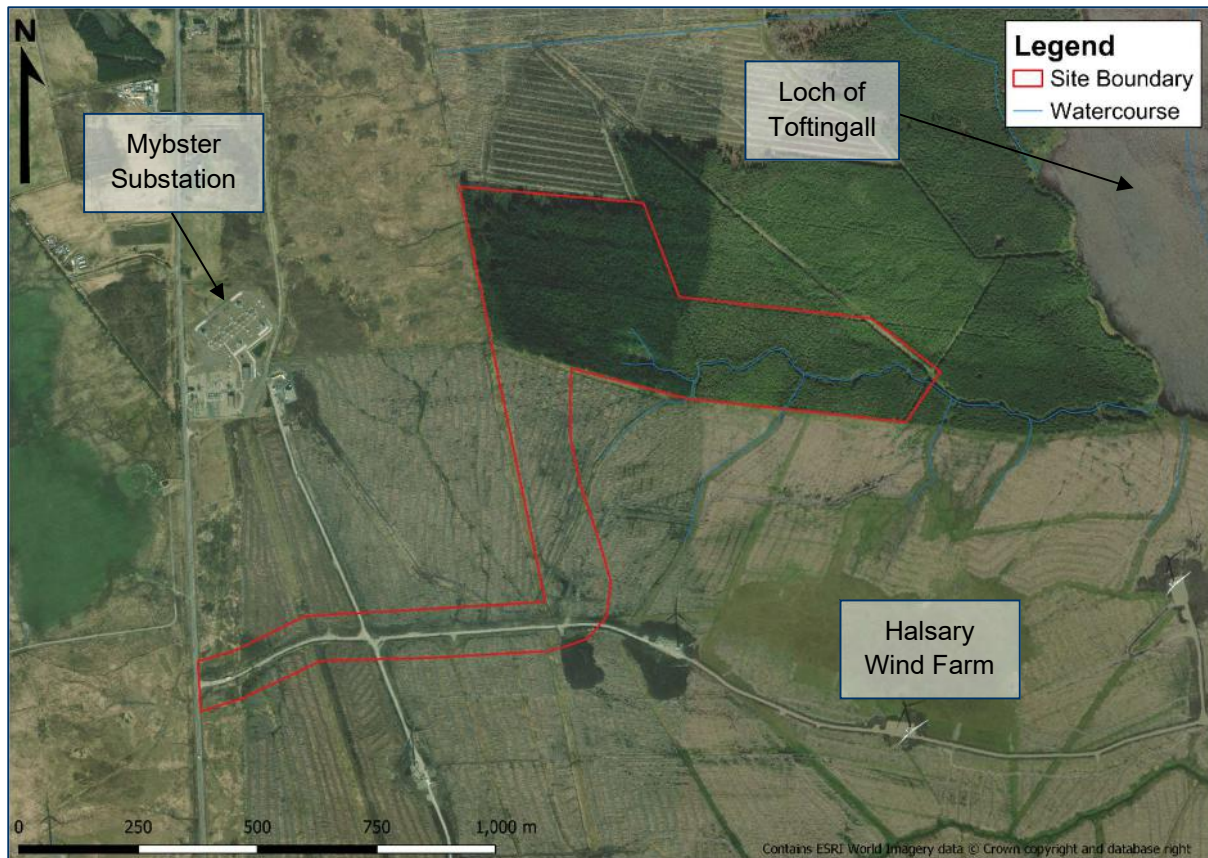 N
Mybster
Substation
Loch of
Toftingall
Legend
Site Boundary
Watercourse
Halsary
Wind Farm
0 250 500 750 1,000 m
Contains ESRI World Imagery data © Crown copyright and database right